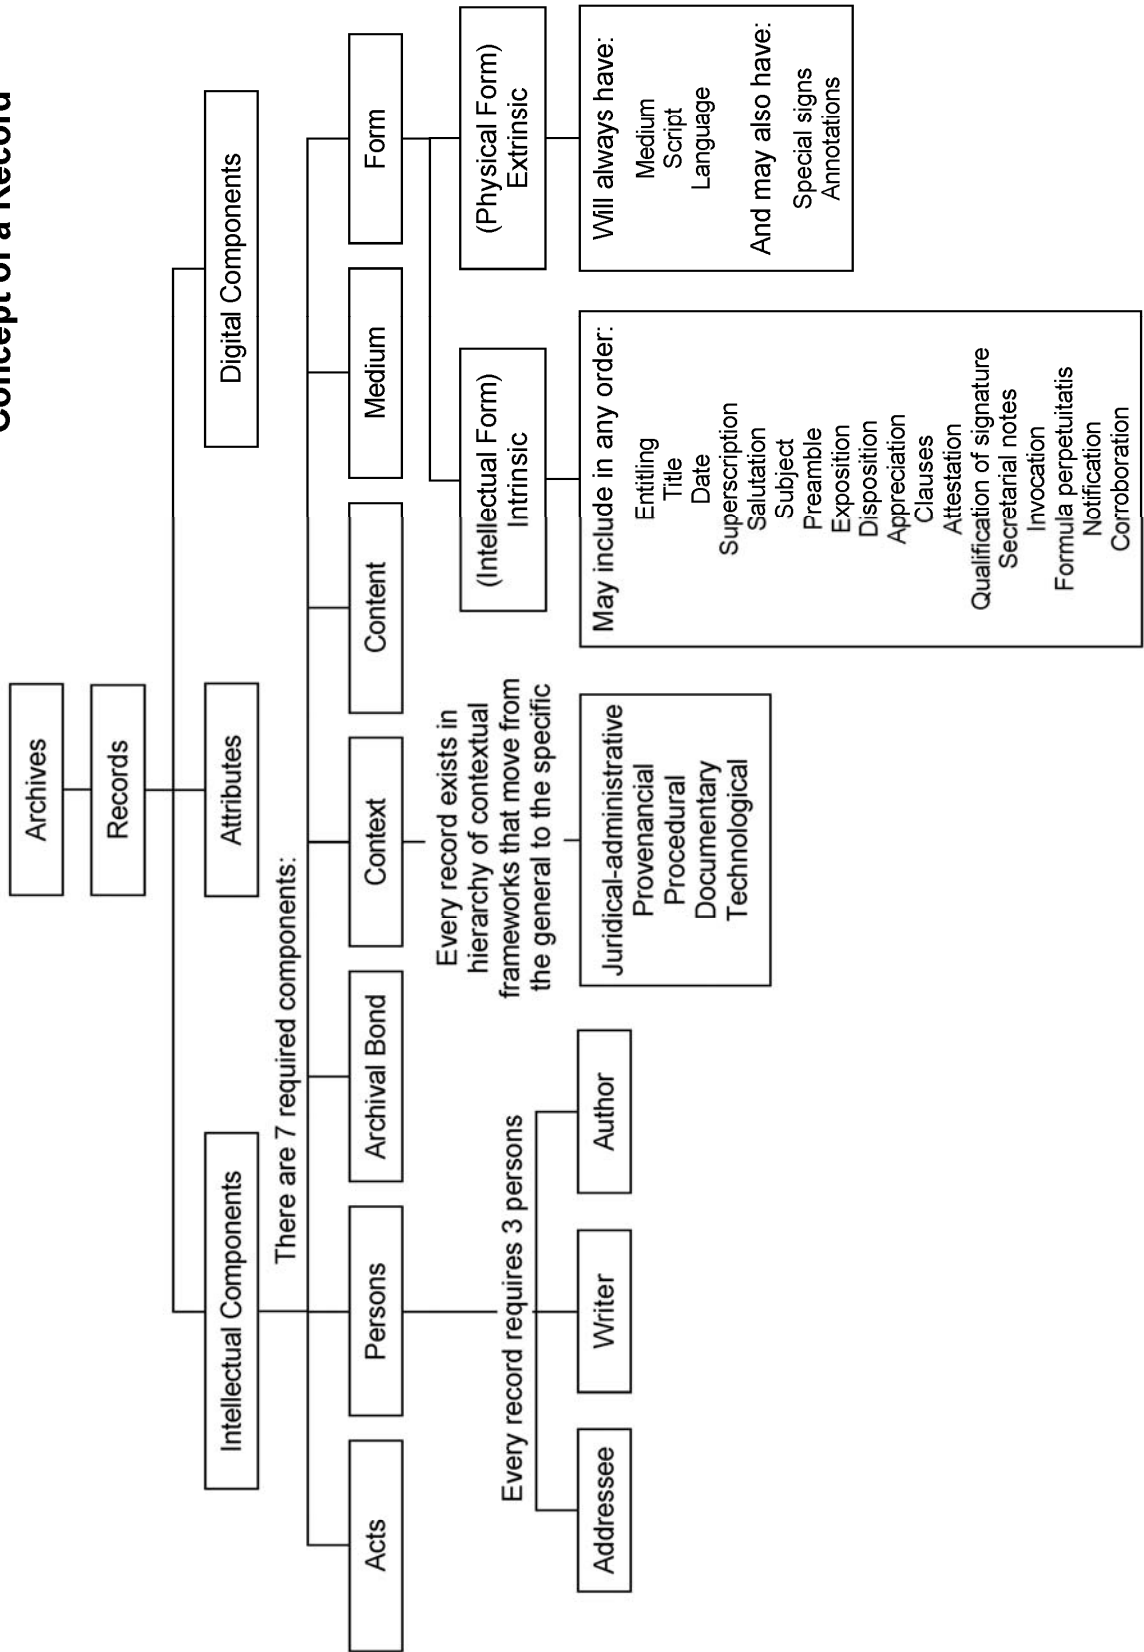 Concept of a Record
Archives
Records
Intellectual Components
Attributes
Digital Components
There are 7 required components:
Acts
Persons
Archival Bond
Context
Content
Medium
Form
Every record requires 3 persons
Addressee
Writer
Author
Every record exists in
hierarchy of contextual
frameworks that move from
the general to the specific
Juridical-administrative
Provenancial
Procedural
Documentary
Technological
(Intellectual Form)
Intrinsic
May include in any order:
Entitling
Title
Date
Superscription
Salutation
Subject
Preamble
Exposition
Disposition
Appreciation
Clauses
Attestation
Qualification of signature
Secretarial notes
Invocation
Formula perpetuitatis
Notification
Corroboration
(Physical Form)
Extrinsic
Will always have:
Medium
Script
Language
And may also have:
Special signs
Annotations